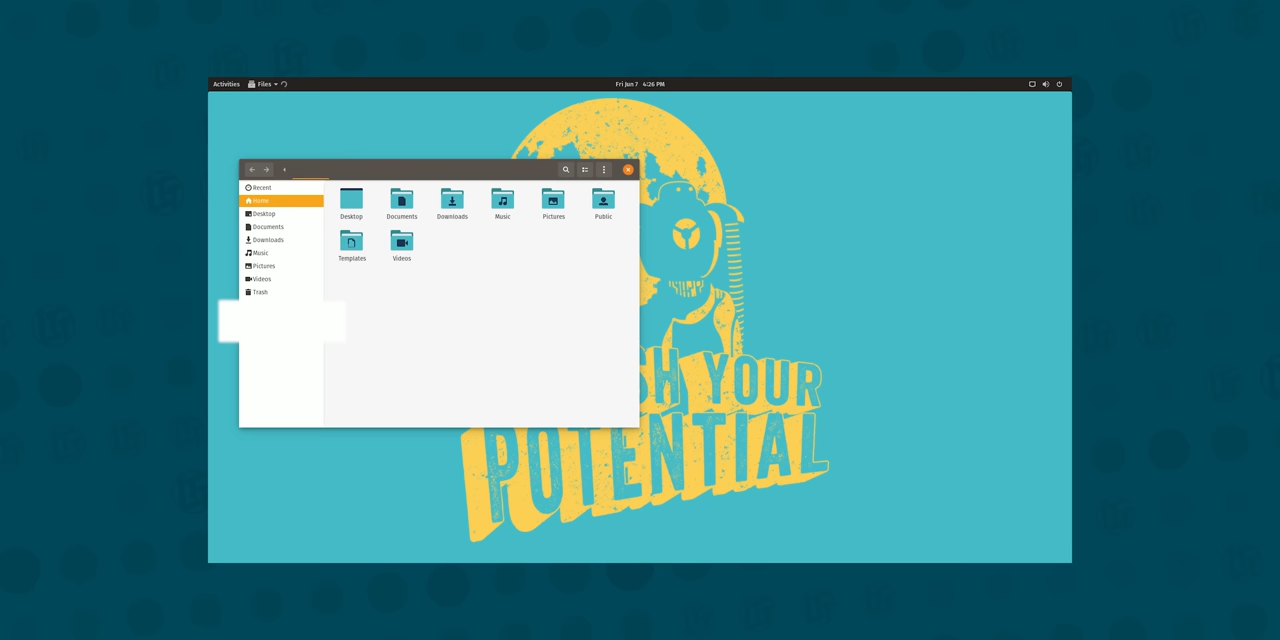 Activities Files Fri Jun 7 4:26 PM
Recent
Home
Desktop
Documents
Downloads
Music
Pictures
Videos
Trash
Desktop Documents Downloads Music Pictures Public
Templates Videos
SH YOUR
POTENTIAL